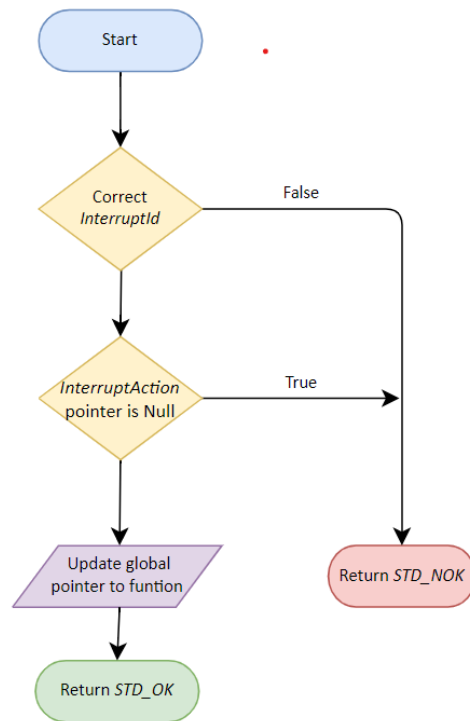 Start
Correct
InterruptId
False
InterruptAction
pointer is Null
True
Update global
pointer to funtion
Return STD_NOK
Return STD_OK